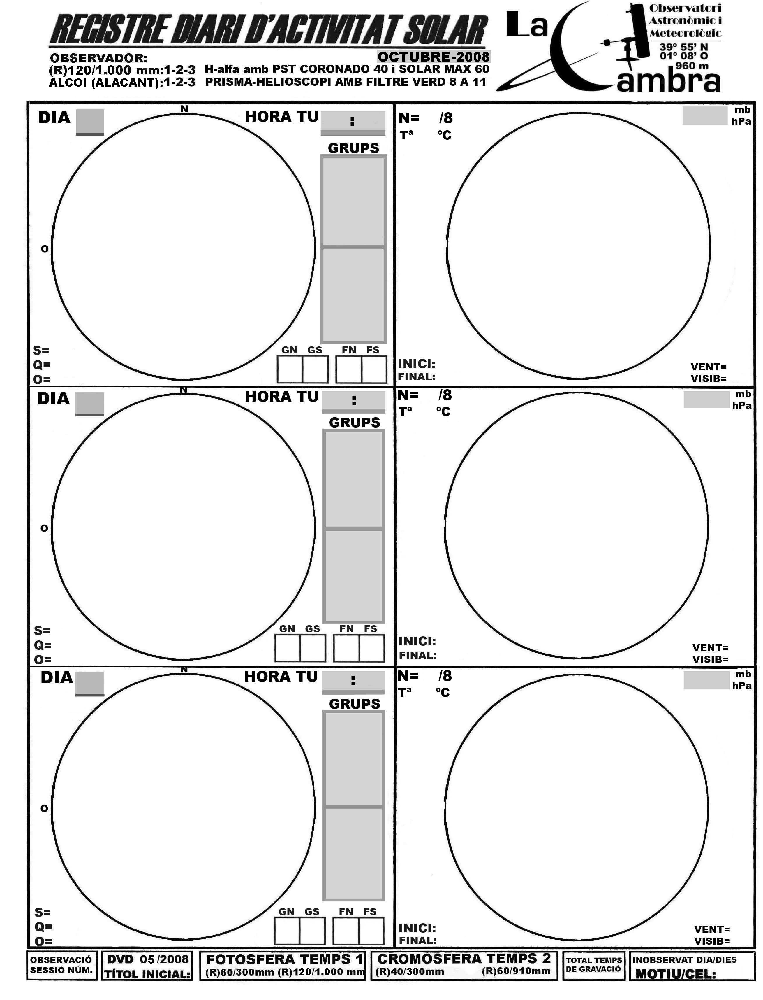 REGISTRE DIARI D'ACTIVITAT SOLAR
La Cambra
Observatori
Astronòmic i
Meteorològic
39º 55' N
01º 08' O
960 m
OBSERVADOR:
OCTUBRE-2008
(R)120/1.000 mm:1-2-3 H-alfa amb PST CORONADO 40 i SOLAR MAX 60
ALCOI (ALACANT):1-2-3 PRISMA-HELIOSCOPI AMB FILTRE VERD 8 A 11
DIA
N
HORA TU :
GRUPS
O
S=
Q=
O=
GN GS FN FS
N= /8
Tª ºC
mb
hPa
INICI:
FINAL:
VENT=
VISIB=
DIA
N
HORA TU :
GRUPS
O
S=
Q=
O=
GN GS FN FS
N= /8
Tª ºC
mb
hPa
INICI:
FINAL:
VENT=
VISIB=
DIA
N
HORA TU :
GRUPS
O
S=
Q=
O=
GN GS FN FS
N= /8
Tª ºC
mb
hPa
INICI:
FINAL:
VENT=
VISIB=
OBSERVACIÓ
SESSIÓ NÚM.
DVD 05/2008
TÍTOL INICIAL:
FOTOSFERA TEMPS 1
(R)60/300mm (R)120/1.000 mm
CROMOSFERA TEMPS 2
(R)40/300mm (R)60/910mm
TOTAL TEMPS
DE GRAVACIÓ
INOBSERVAT DIA/DIES
MOTIU/CEL: